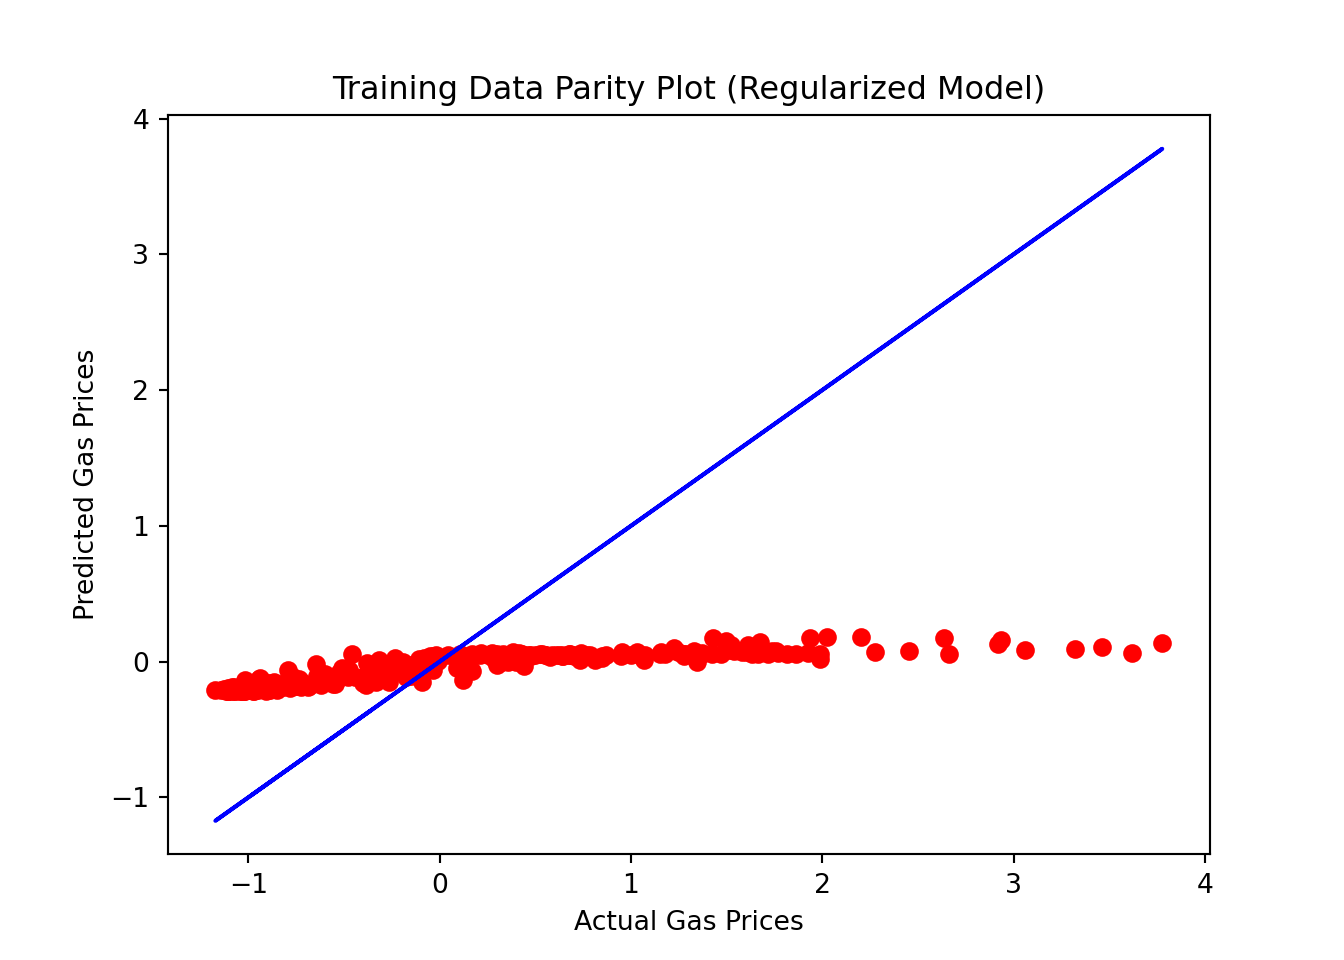 Training Data Parity Plot (Regularized Model)
4
3
2
1
0
−1
Predicted Gas Prices
−1 0 1 2 3 4
Actual Gas Prices